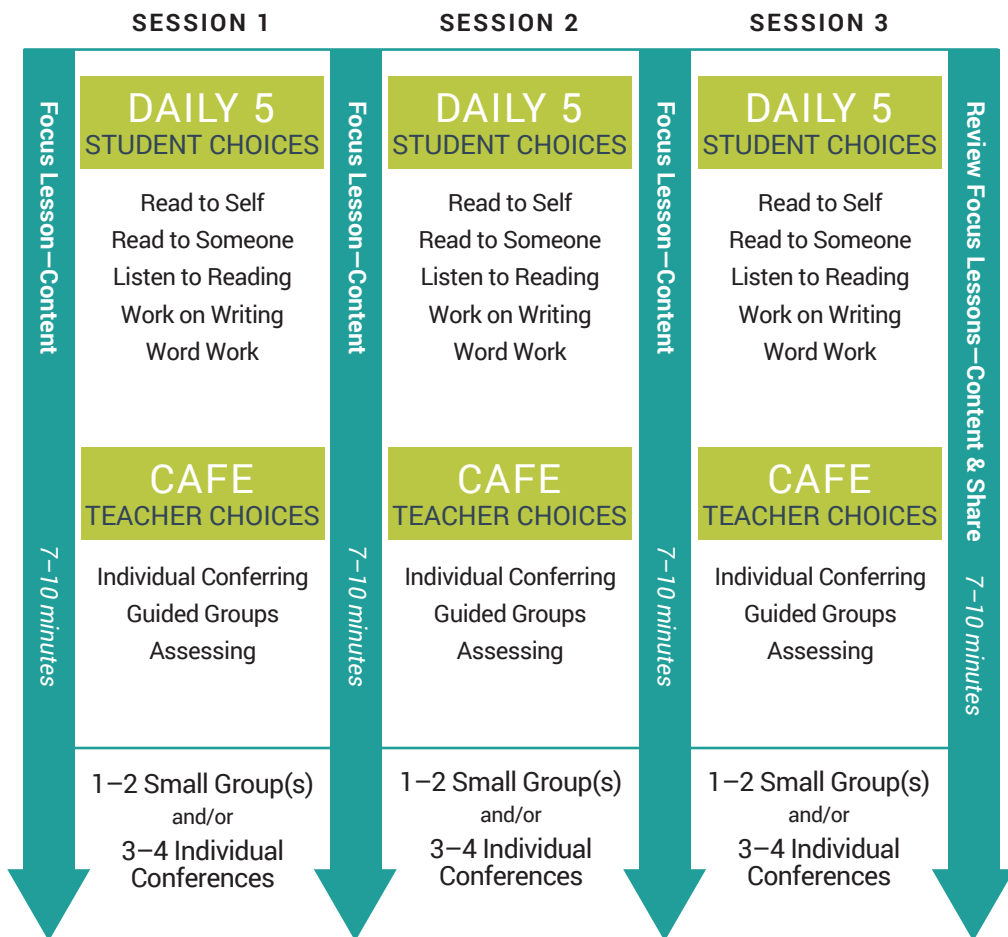 SESSION 1
SESSION 2
SESSION 3
Focus Lesson—Content
7–10 minutes
DAILY 5
STUDENT CHOICES
Read to Self
Read to Someone
Listen to Reading
Work on Writing
Word Work
CAFE
TEACHER CHOICES
Individual Conferring
Guided Groups
Assessing
1–2 Small Group(s)
and/or
3–4 Individual
Conferences
Focus Lesson—Content
7–10 minutes
DAILY 5
STUDENT CHOICES
Read to Self
Read to Someone
Listen to Reading
Work on Writing
Word Work
CAFE
TEACHER CHOICES
Individual Conferring
Guided Groups
Assessing
1–2 Small Group(s)
and/or
3–4 Individual
Conferences
Focus Lesson—Content
7–10 minutes
DAILY 5
STUDENT CHOICES
Read to Self
Read to Someone
Listen to Reading
Work on Writing
Word Work
CAFE
TEACHER CHOICES
Individual Conferring
Guided Groups
Assessing
1–2 Small Group(s)
and/or
3–4 Individual
Conferences
Review Focus Lessons—Content & Share
7–10 minutes